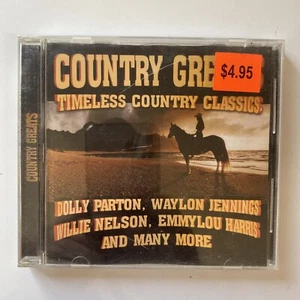 COUNTRY GRE
$4.95
TIMELESS COUNTRY CLASSICS
DOLLY PARTON, WAYLON JENNINGS
WILLIE NELSON, EMMYLOU HARRIS
AND MANY MORE
COUNTRY GREATS